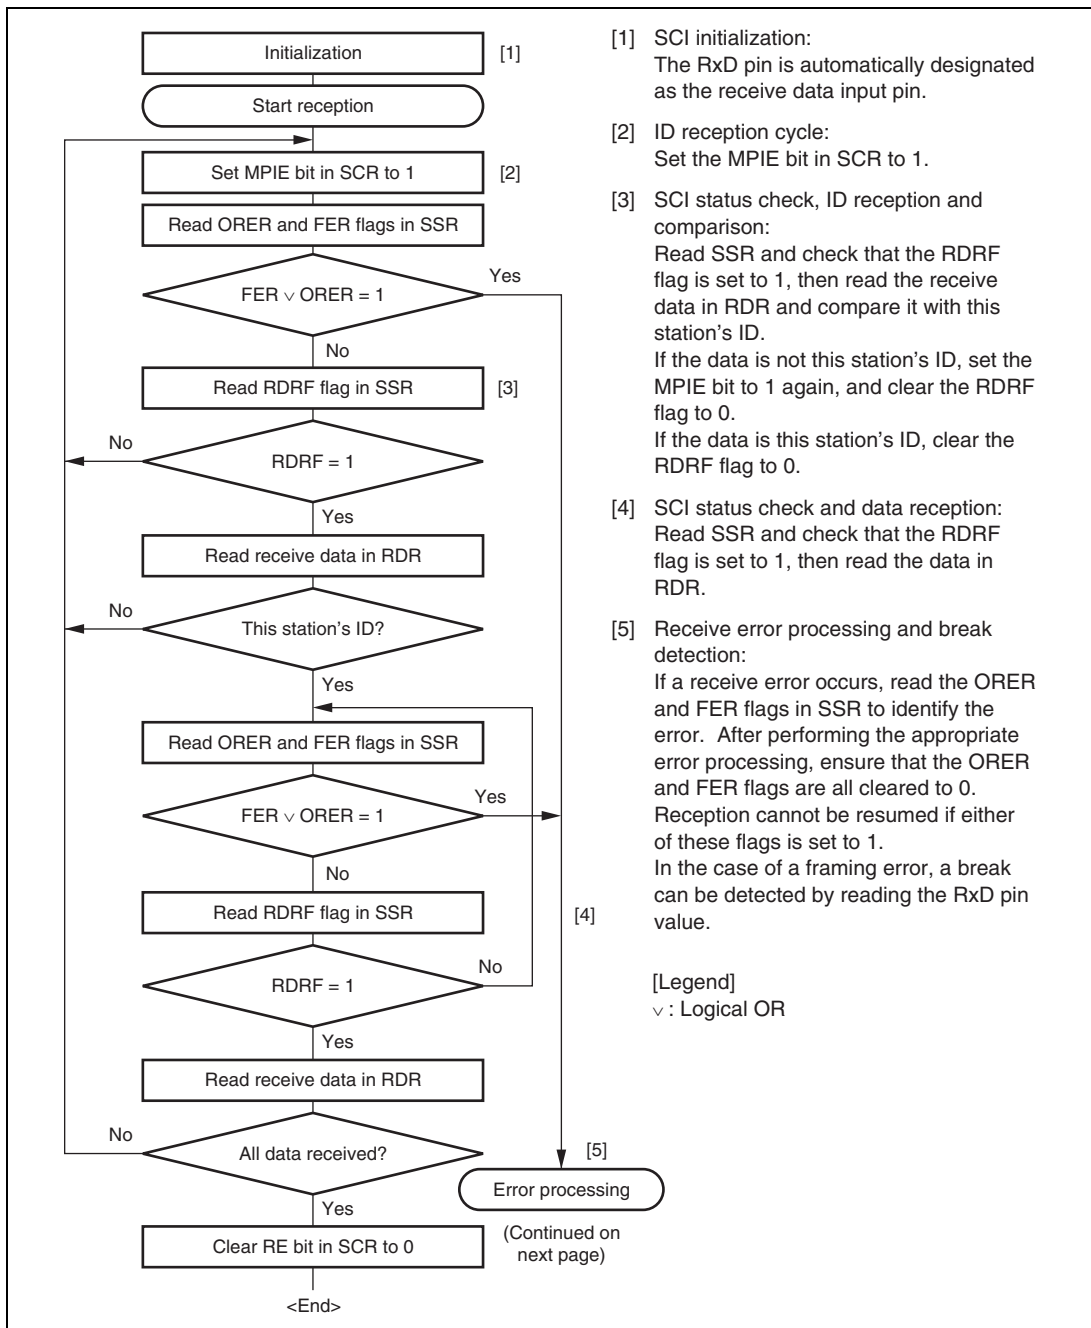 Initialization
[1]
Start reception
Set MPIE bit in SCR to 1
[2]
Read ORER and FER flags in SSR
FER ∨ ORER = 1
Yes
No
Read RDRF flag in SSR
[3]
RDRF = 1
No
Yes
Read receive data in RDR
This station's ID?
No
Yes
Read ORER and FER flags in SSR
FER ∨ ORER = 1
Yes
No
Read RDRF flag in SSR
[4]
RDRF = 1
No
Yes
Read receive data in RDR
All data received?
No
Yes
[5]
Error processing
(Continued on
next page)
Clear RE bit in SCR to 0
<End>
[1] SCI initialization:
The RxD pin is automatically designated
as the receive data input pin.
[2] ID reception cycle:
Set the MPIE bit in SCR to 1.
[3] SCI status check, ID reception and
comparison:
Read SSR and check that the RDRF
flag is set to 1, then read the receive
data in RDR and compare it with this
station's ID.
If the data is not this station's ID, set the
MPIE bit to 1 again, and clear the RDRF
flag to 0.
If the data is this station's ID, clear the
RDRF flag to 0.
[4] SCI status check and data reception:
Read SSR and check that the RDRF
flag is set to 1, then read the data in
RDR.
[5] Receive error processing and break
detection:
If a receive error occurs, read the ORER
and FER flags in SSR to identify the
error. After performing the appropriate
error processing, ensure that the ORER
and FER flags are all cleared to 0.
Reception cannot be resumed if either
of these flags is set to 1.
In the case of a framing error, a break
can be detected by reading the RxD pin
value.
[Legend]
∨ : Logical OR